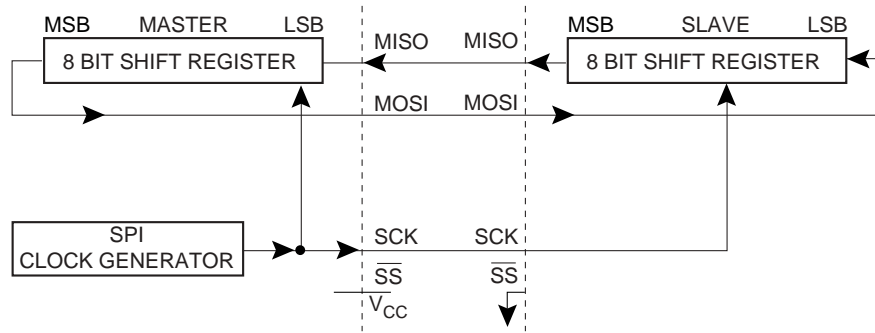 MSB MASTER LSB
8 BIT SHIFT REGISTER
MISO MISO
MSB SLAVE LSB
8 BIT SHIFT REGISTER
MOSI MOSI
SPI
CLOCK GENERATOR
SCK SCK
SS SS
VCC